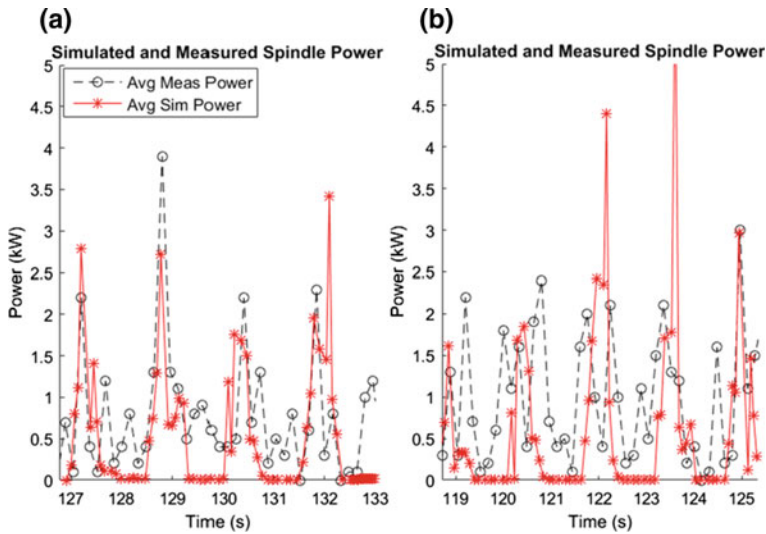 (a)
Simulated and Measured Spindle Power
Avg Meas Power
Avg Sim Power
5
4.5
4
3.5
3
2.5
2
1.5
1
0.5
0
Power (kW)
127 128 129 130 131 132 133
Time (s)
(b)
Simulated and Measured Spindle Power
5
4.5
4
3.5
3
2.5
2
1.5
1
0.5
0
Power (kW)
119 120 121 122 123 124 125
Time (s)